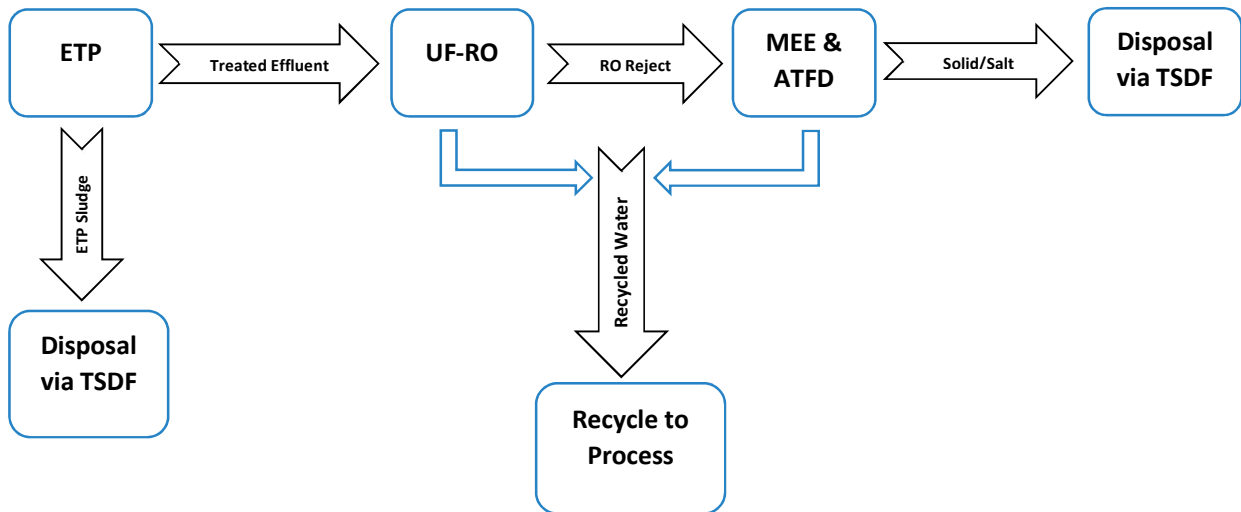 ETP
Treated Effluent
UF-RO
RO Reject
MEE &
ATFD
Solid/Salt
Disposal
via TSDF
ETP Sludge
Recycled Water
Disposal
via TSDF
Recycle to
Process